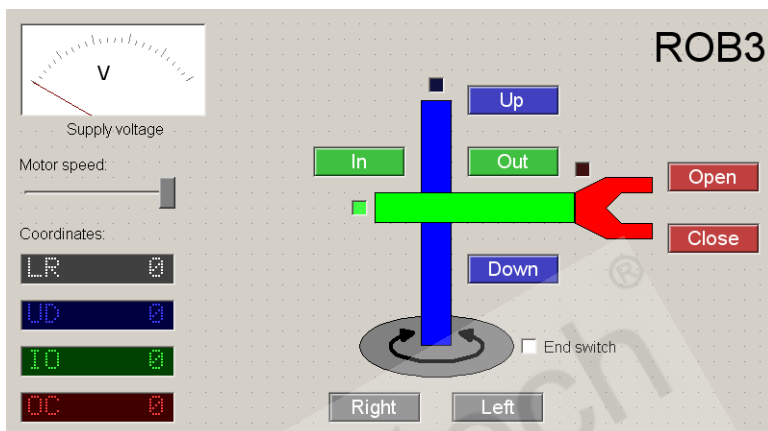 ROB3
V
Supply voltage
Up
In
Out
Motor speed:
Open
Close
Coordinates:
LR 0
Down
UD 0
End switch
IO 0
Right
Left
OC 0
®